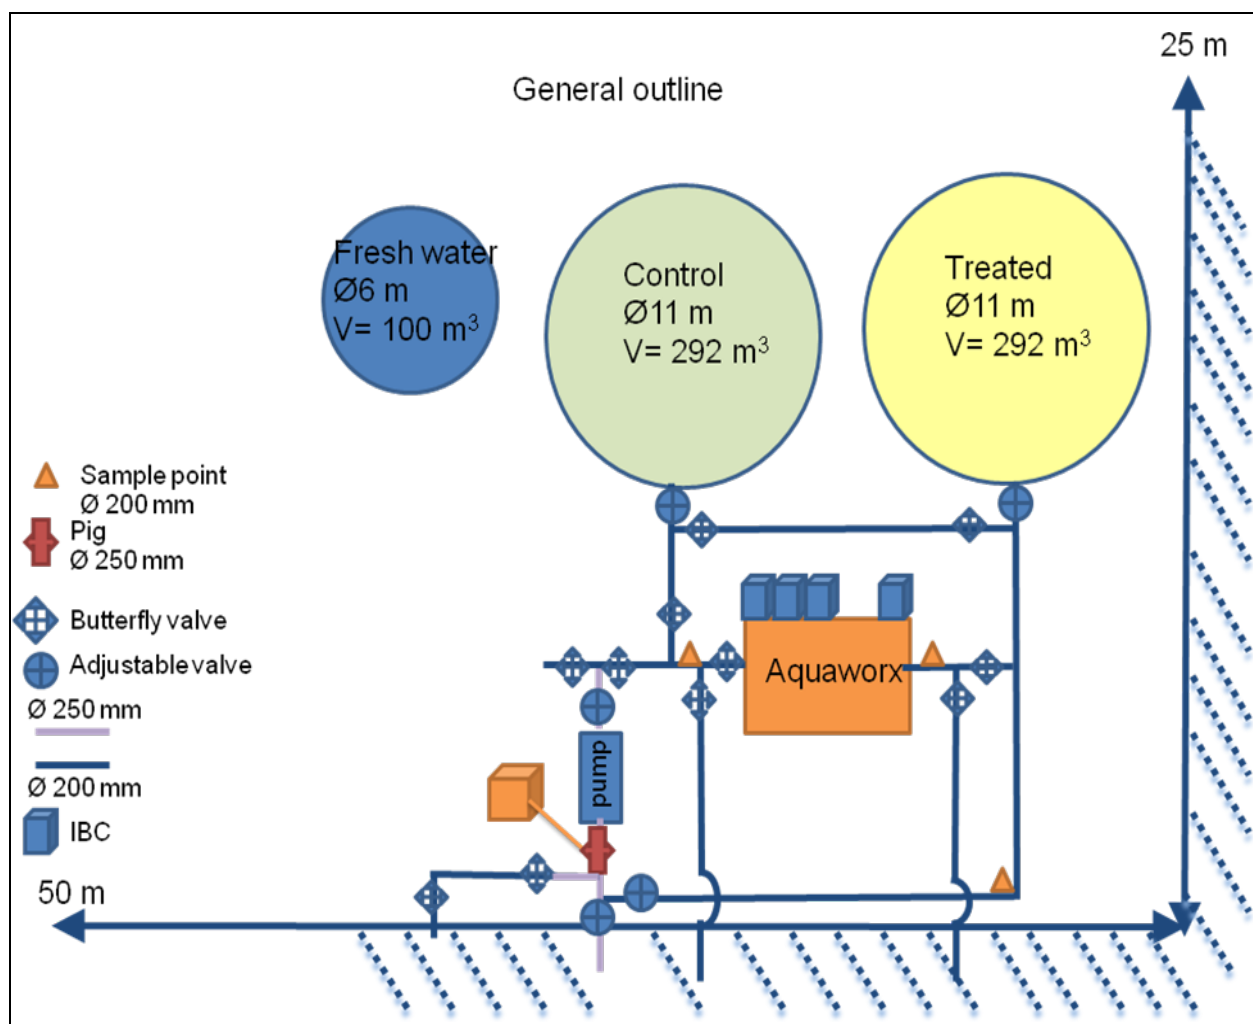 25 m
General outline
Fresh water
Ø6 m
V= 100 m³
Control
Ø11 m
V= 292 m³
Treated
Ø11 m
V= 292 m³
Sample point
Ø 200 mm
Pig
Ø 250 mm
Butterfly valve
Adjustable valve
Ø 250 mm
Ø 200 mm
IBC
Aquaworx
pump
50 m